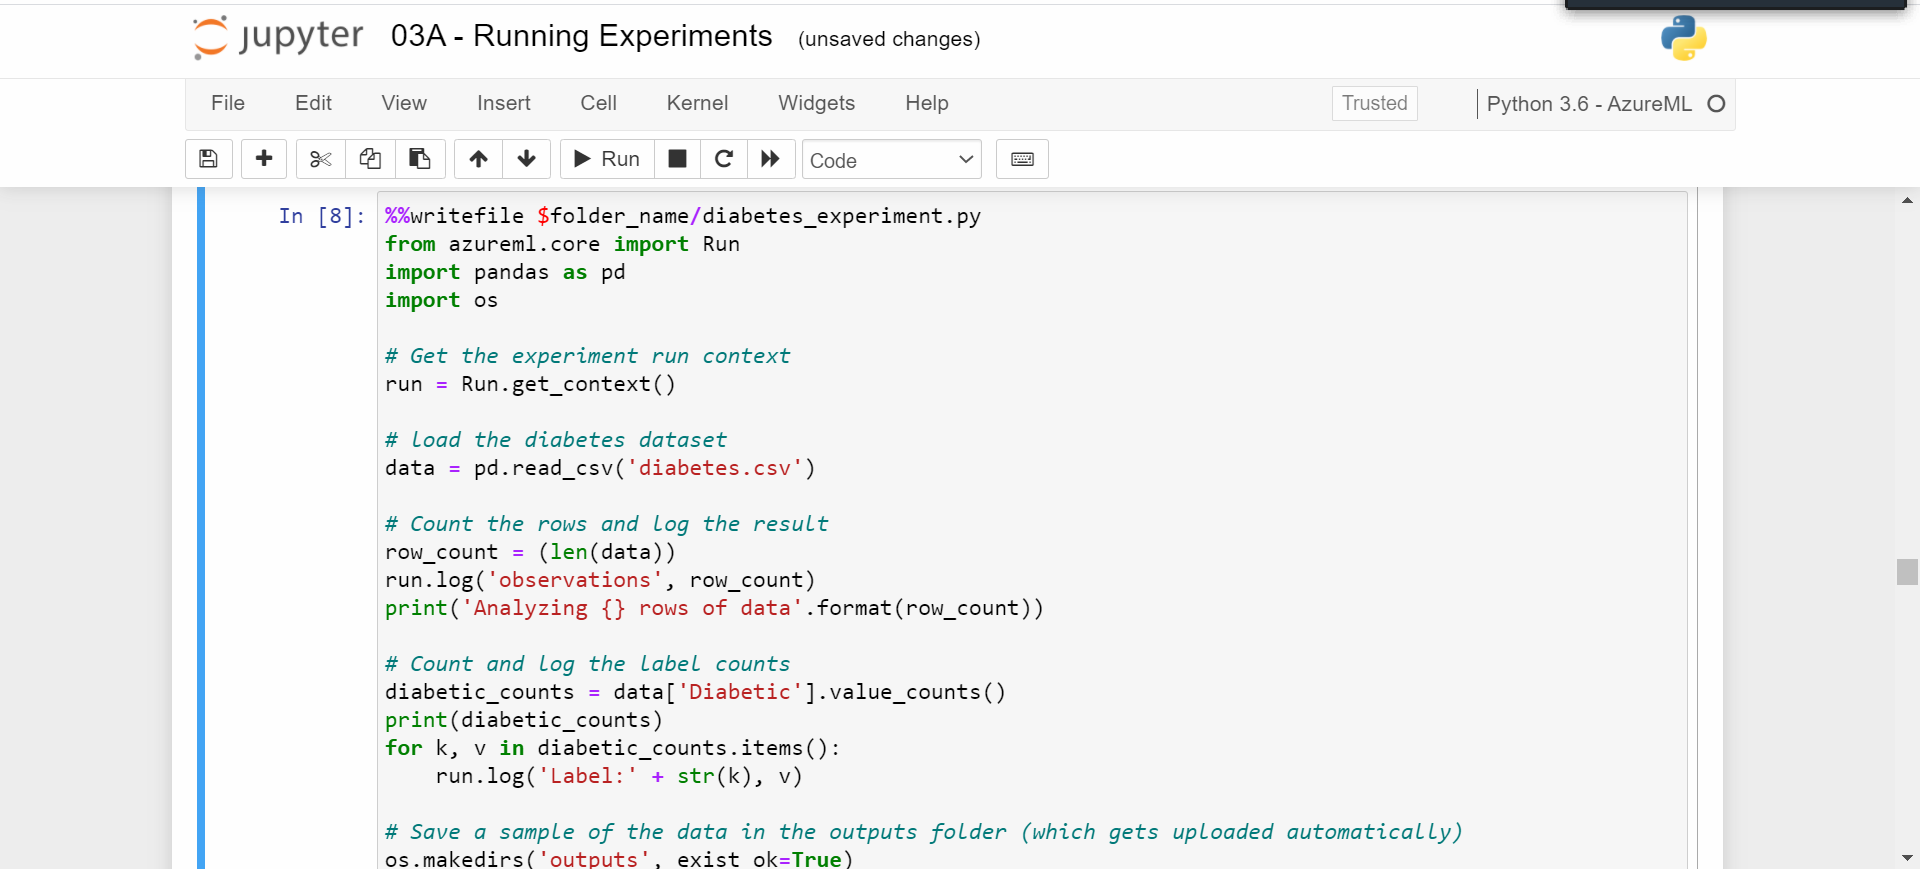 jupyter 03A - Running Experiments (unsaved changes)
File Edit View Insert Cell Kernel Widgets Help Trusted Python 3.6 - AzureML
Run Code
In [8]: %%writefile $folder_name/diabetes_experiment.py
from azureml.core import Run
import pandas as pd
import os
# Get the experiment run context
run = Run.get_context()
# load the diabetes dataset
data = pd.read_csv('diabetes.csv')
# Count the rows and log the result
row_count = (len(data))
run.log('observations', row_count)
print('Analyzing {} rows of data'.format(row_count))
# Count and log the label counts
diabetic_counts = data['Diabetic'].value_counts()
print(diabetic_counts)
for k, v in diabetic_counts.items():
    run.log('Label:' + str(k), v)
# Save a sample of the data in the outputs folder (which gets uploaded automatically)
os.makedirs('outputs', exist_ok=True)